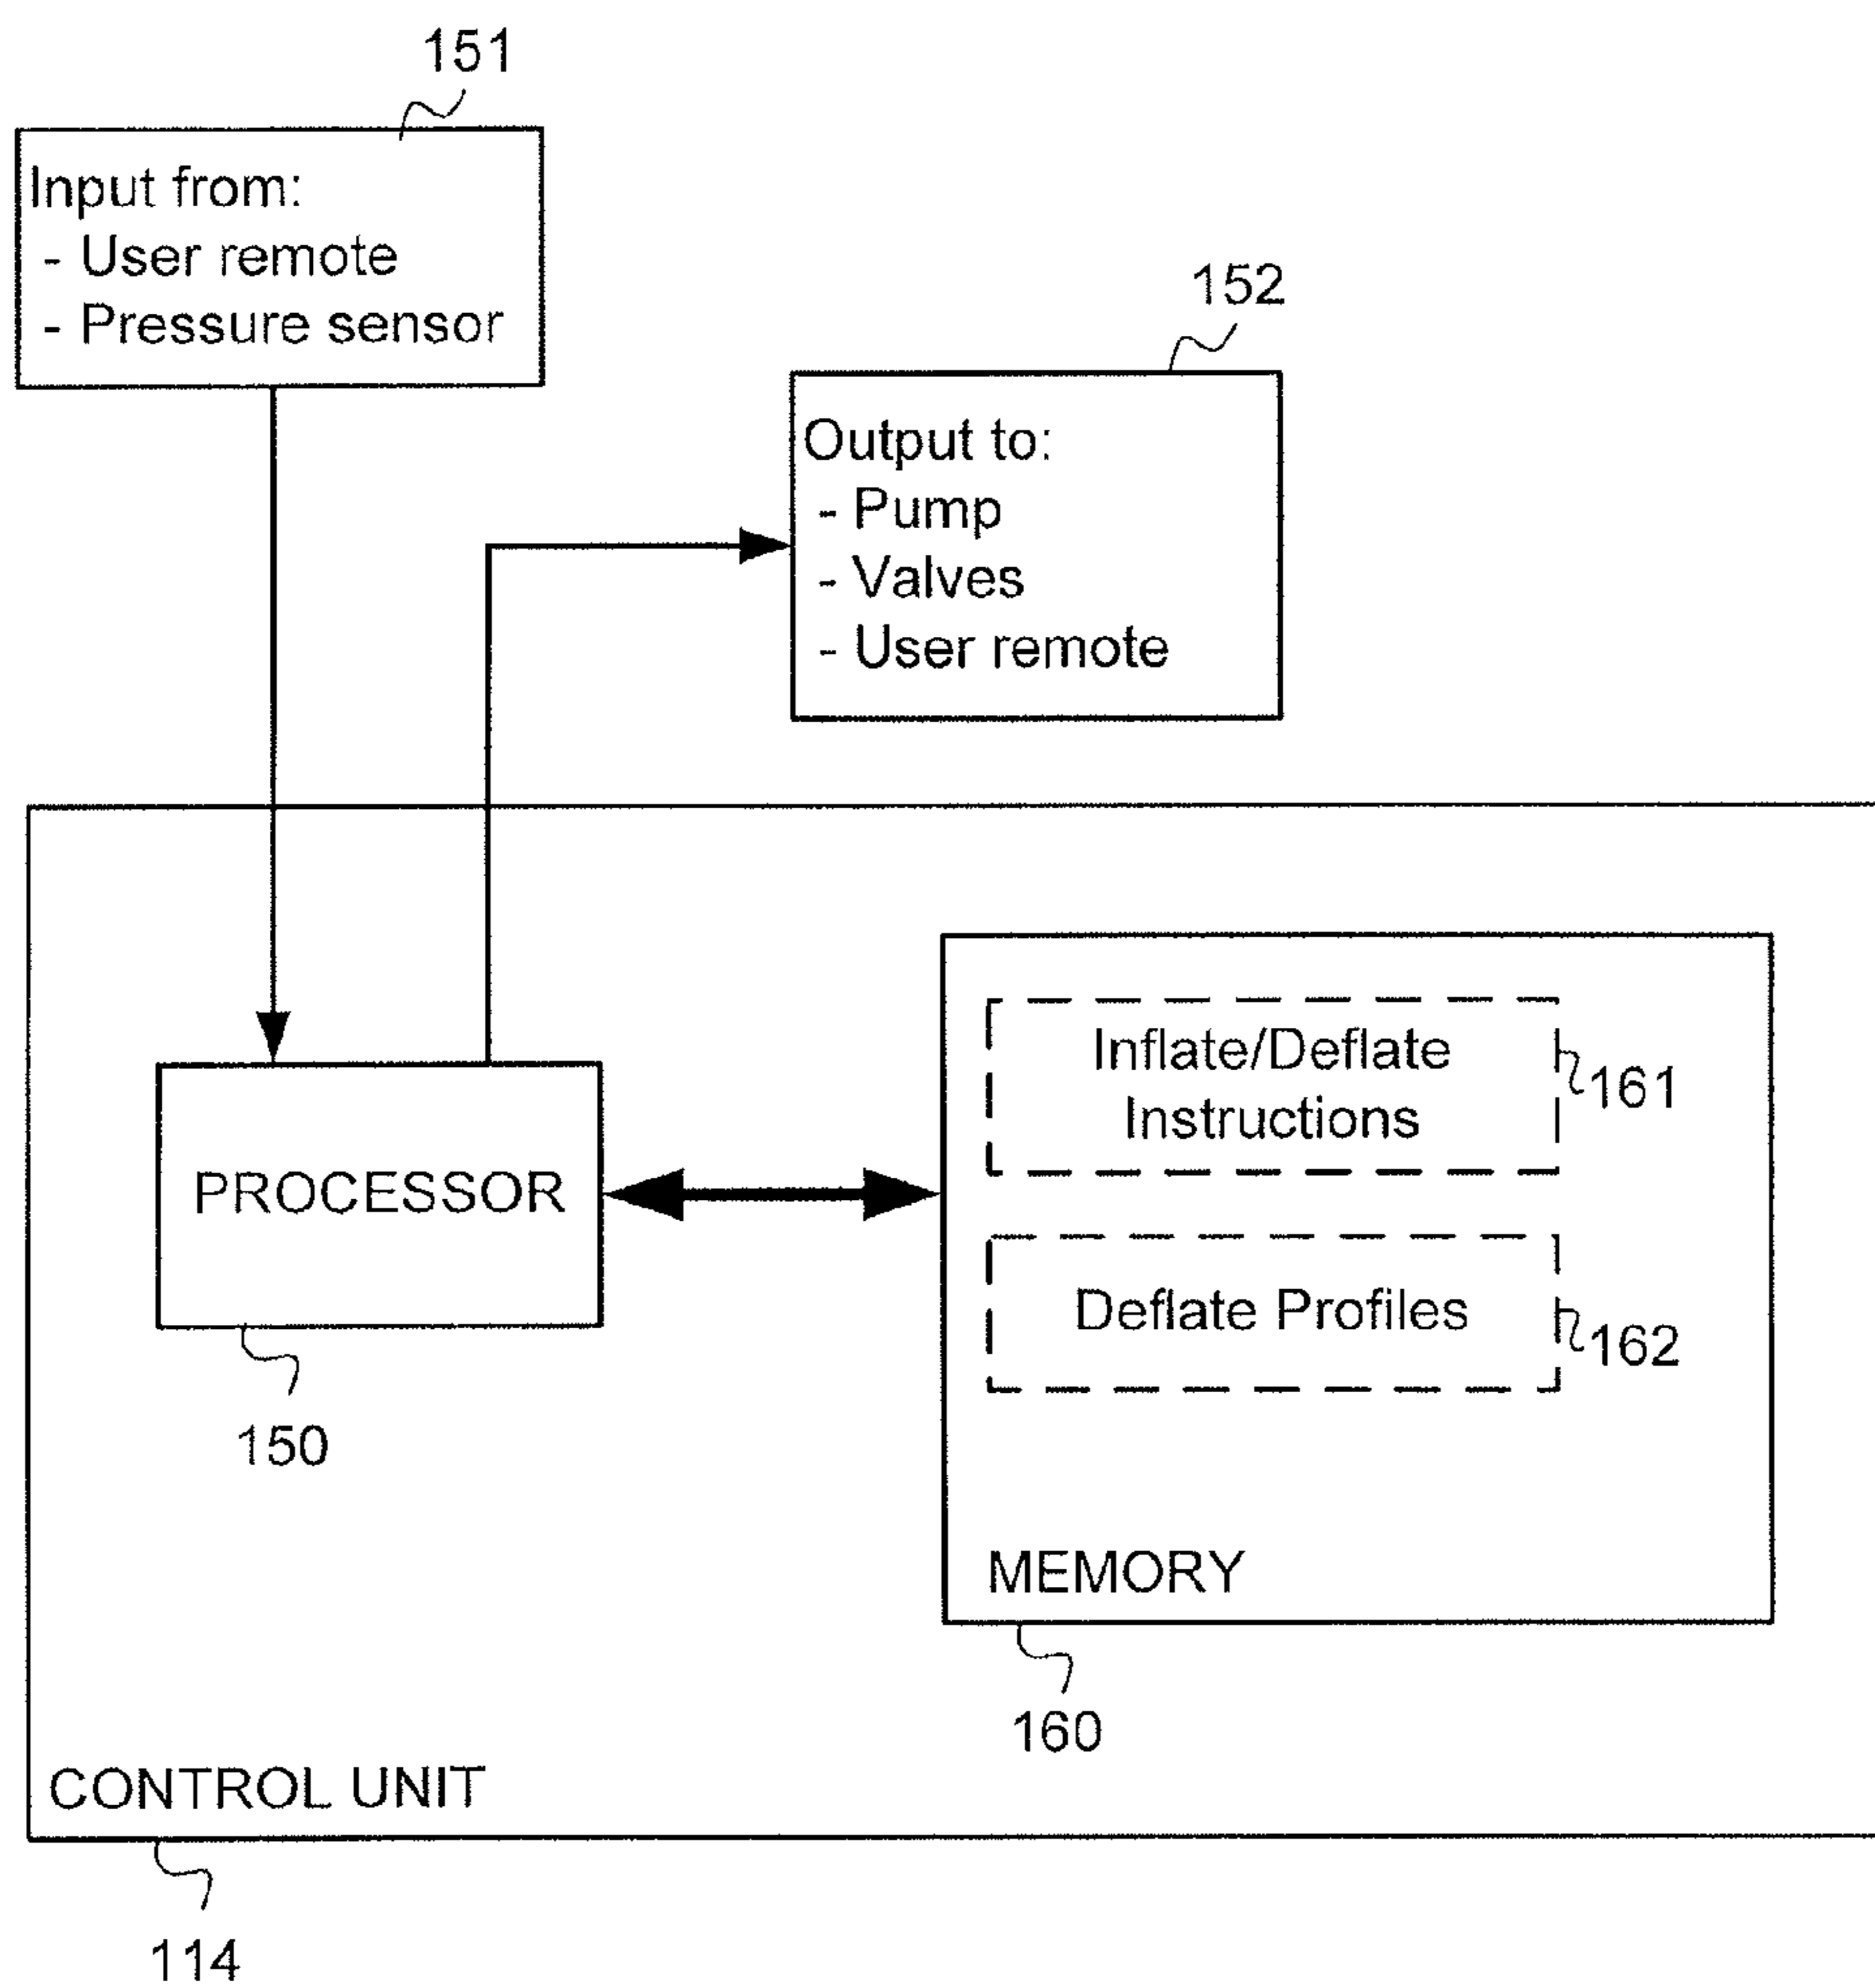 151
Input from:
- User remote
- Pressure sensor
152
Output to:
- Pump
- Valves
- User remote
Inflate/Deflate
Instructions
161
PROCESSOR
Deflate Profiles
162
150
MEMORY
160
CONTROL UNIT
114